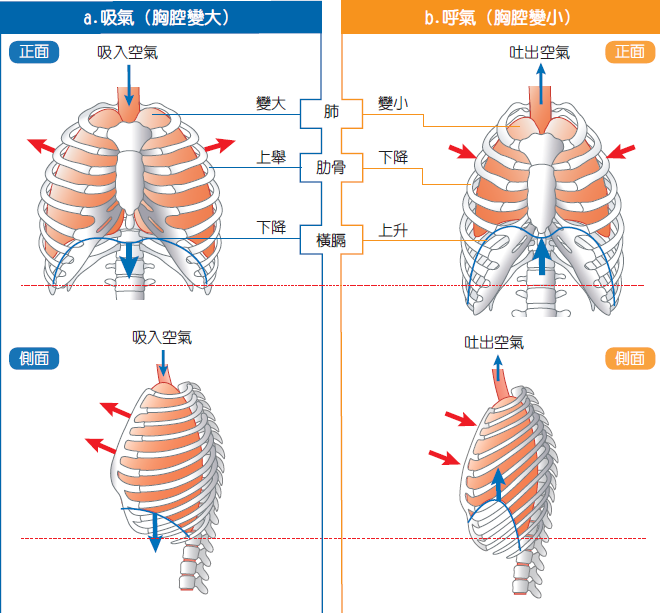 a.吸氣（胸腔變大）
b.呼氣（胸腔變小）
正面
吸入空氣
吐出空氣
正面
變大
肺
變小
上舉
肋骨
下降
下降
橫膈
上升
側面
吸入空氣
吐出空氣
側面